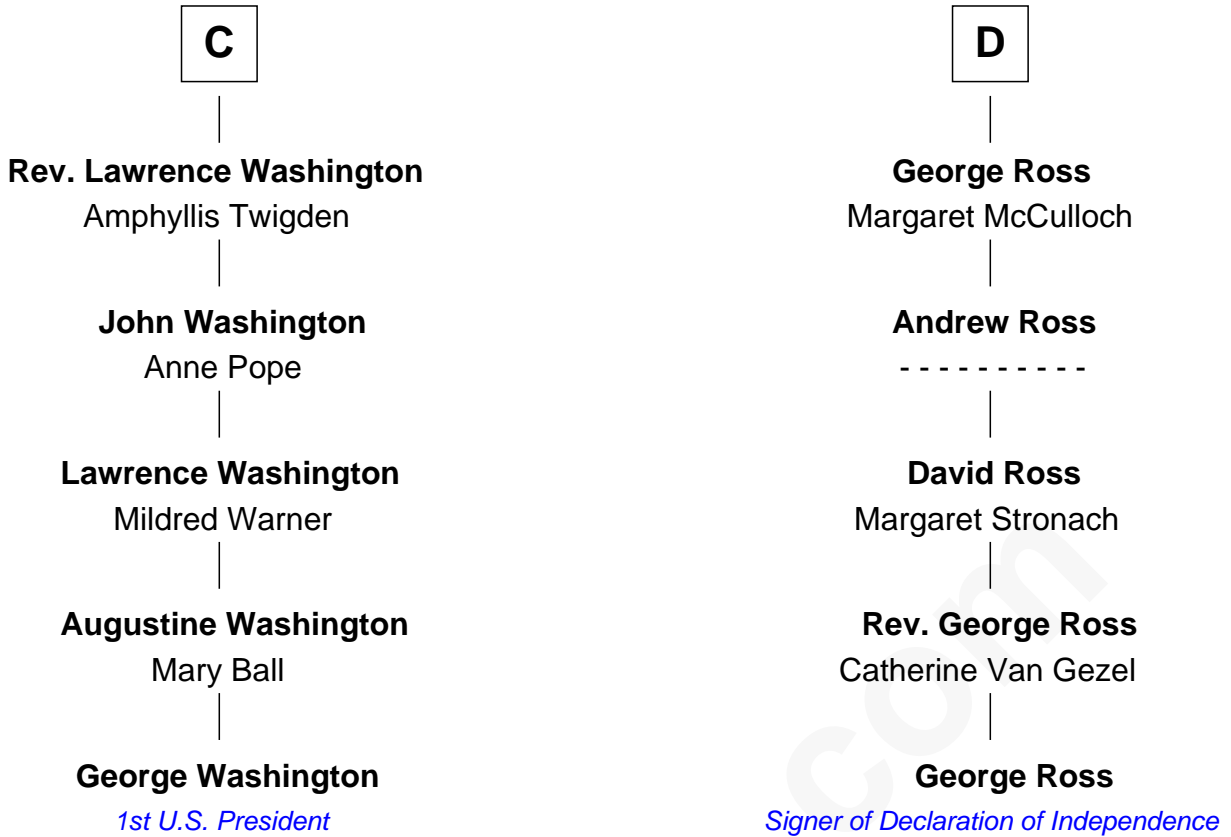 C
Rev. Lawrence Washington
Amphyllis Twigden
John Washington
Anne Pope
Lawrence Washington
Mildred Warner
Augustine Washington
Mary Ball
George Washington
1st U.S. President
D
George Ross
Margaret McCulloch
Andrew Ross
- - - - - - - - - -
David Ross
Margaret Stronach
Rev. George Ross
Catherine Van Gezel
George Ross
Signer of Declaration of Independence
com